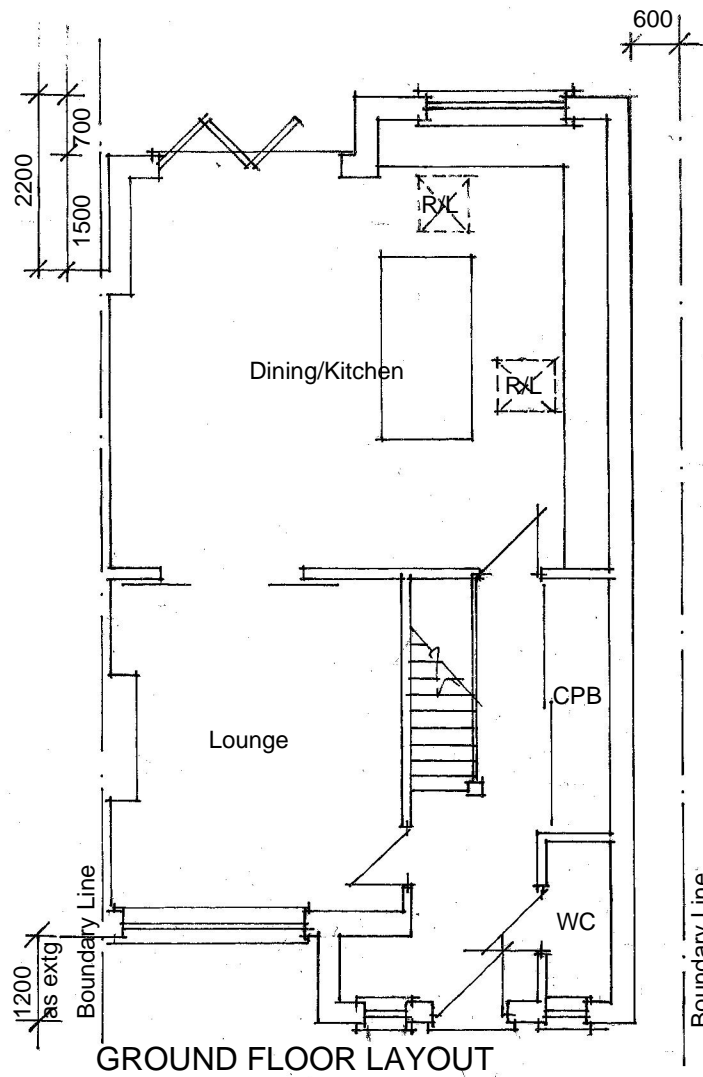 600
700
2200
1500
R/L
Dining/Kitchen
R/L
CPB
Lounge
WC
Boundary Line
1200
as extg
Boundary Line
GROUND FLOOR LAYOUT